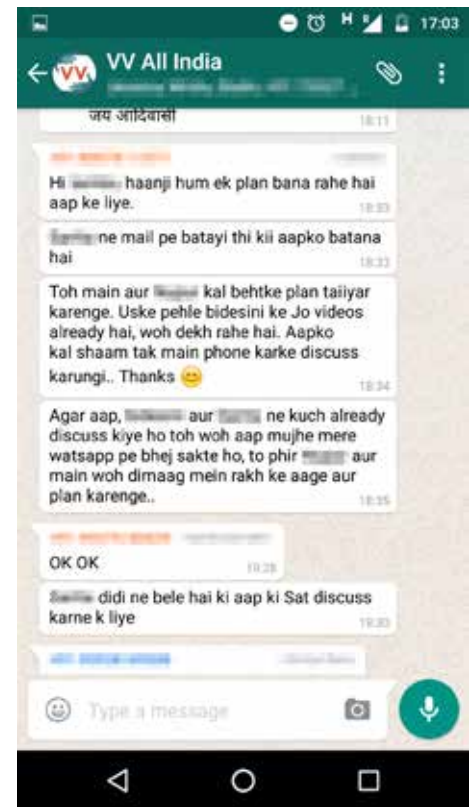 17:03
VV All India
जय आदिवासी
18:11
Hi haanji hum ek plan bana rahe hai
aap ke liye.
18:33
ne mail pe batayi thi kii aapko batana
hai
18:33
Toh main aur kal behtke plan taiiyar
karenge. Uske pehle bidesini ke Jo videos
already hai, woh dekh rahe hai. Aapko
kal shaam tak main phone karke discuss
karungi.. Thanks 😊
18:34
Agar aap, aur ne kuch already
discuss kiye ho toh woh aap mujhe mere
watsapp pe bhej sakte ho, to phir aur
main woh dimaag mein rakh ke aage aur
plan karenge..
18:35
OK OK
19:28
didi ne bele hai ki aap ki Sat discuss
karne k liye
19:30
Type a message